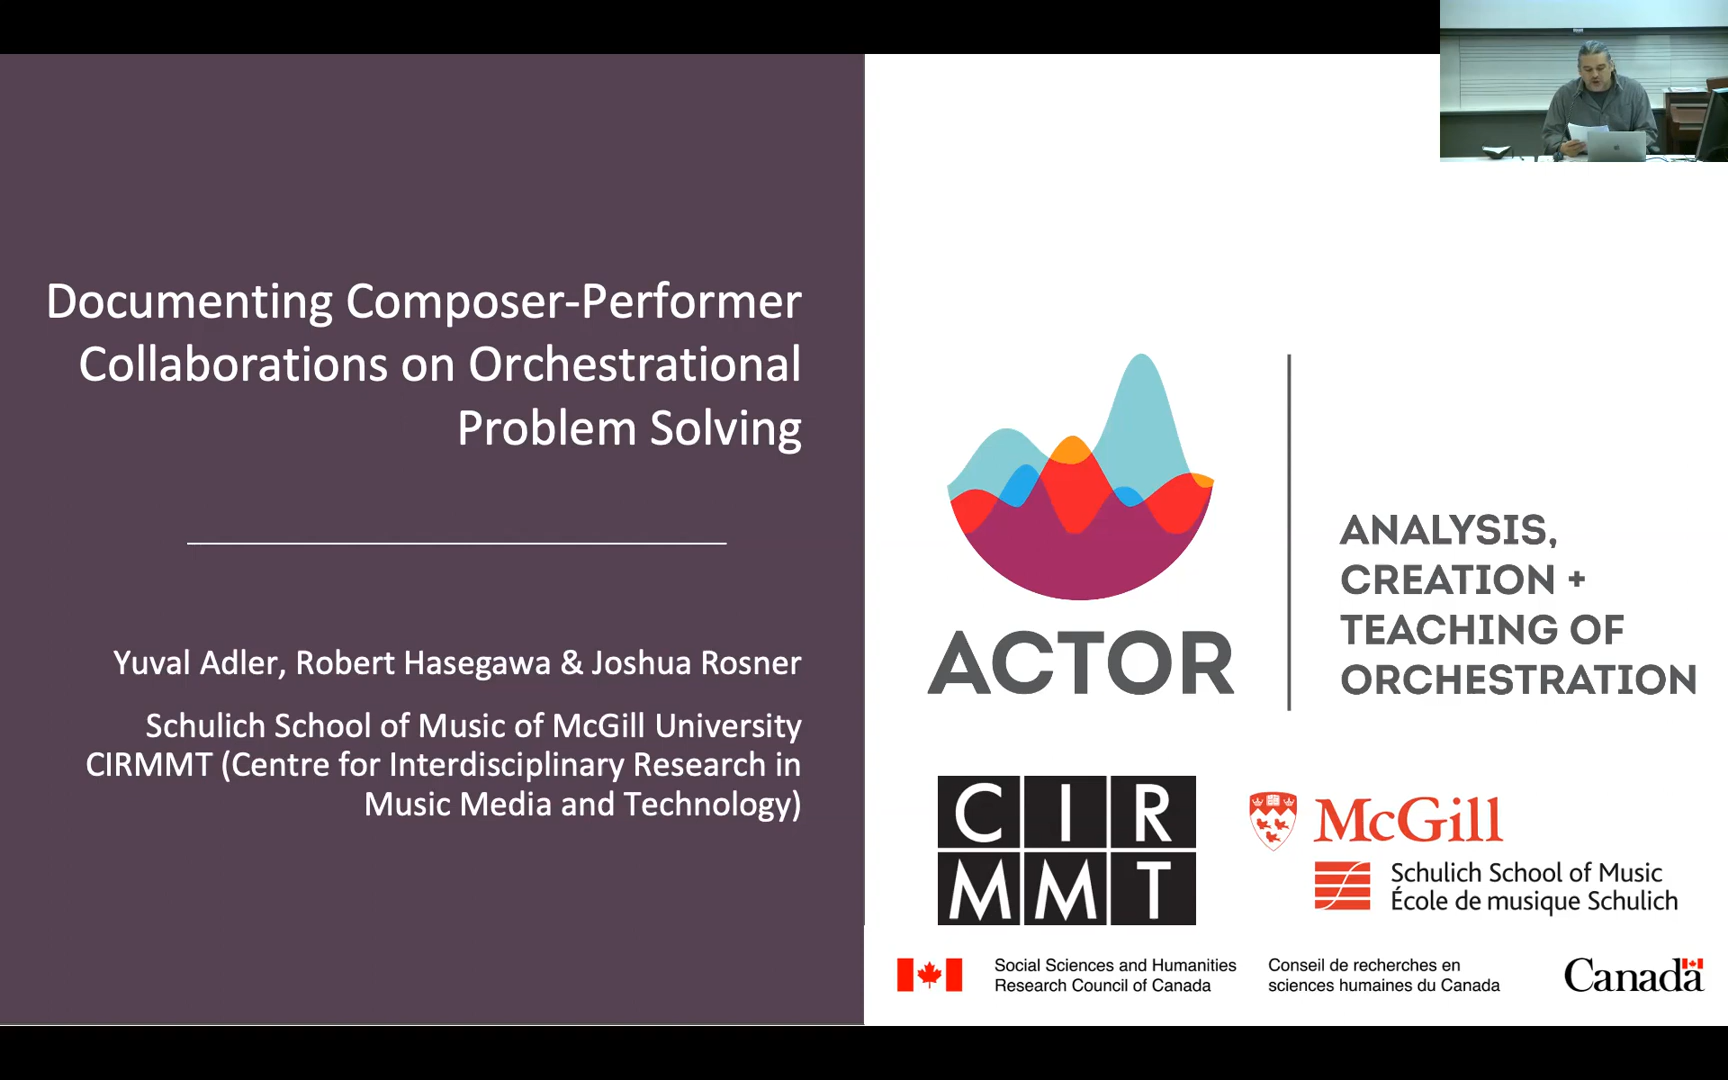 Documenting Composer-Performer
Collaborations on Orchestrational
Problem Solving
Yuval Adler, Robert Hasegawa & Joshua Rosner
Schulich School of Music of McGill University
CIRMMT (Centre for Interdisciplinary Research in
Music Media and Technology)
ACTOR
ANALYSIS,
CREATION +
TEACHING OF
ORCHESTRATION
C I R
M M T
McGill
Schulich School of Music
École de musique Schulich
Social Sciences and Humanities
Research Council of Canada
Conseil de recherches en
sciences humaines du Canada
Canada